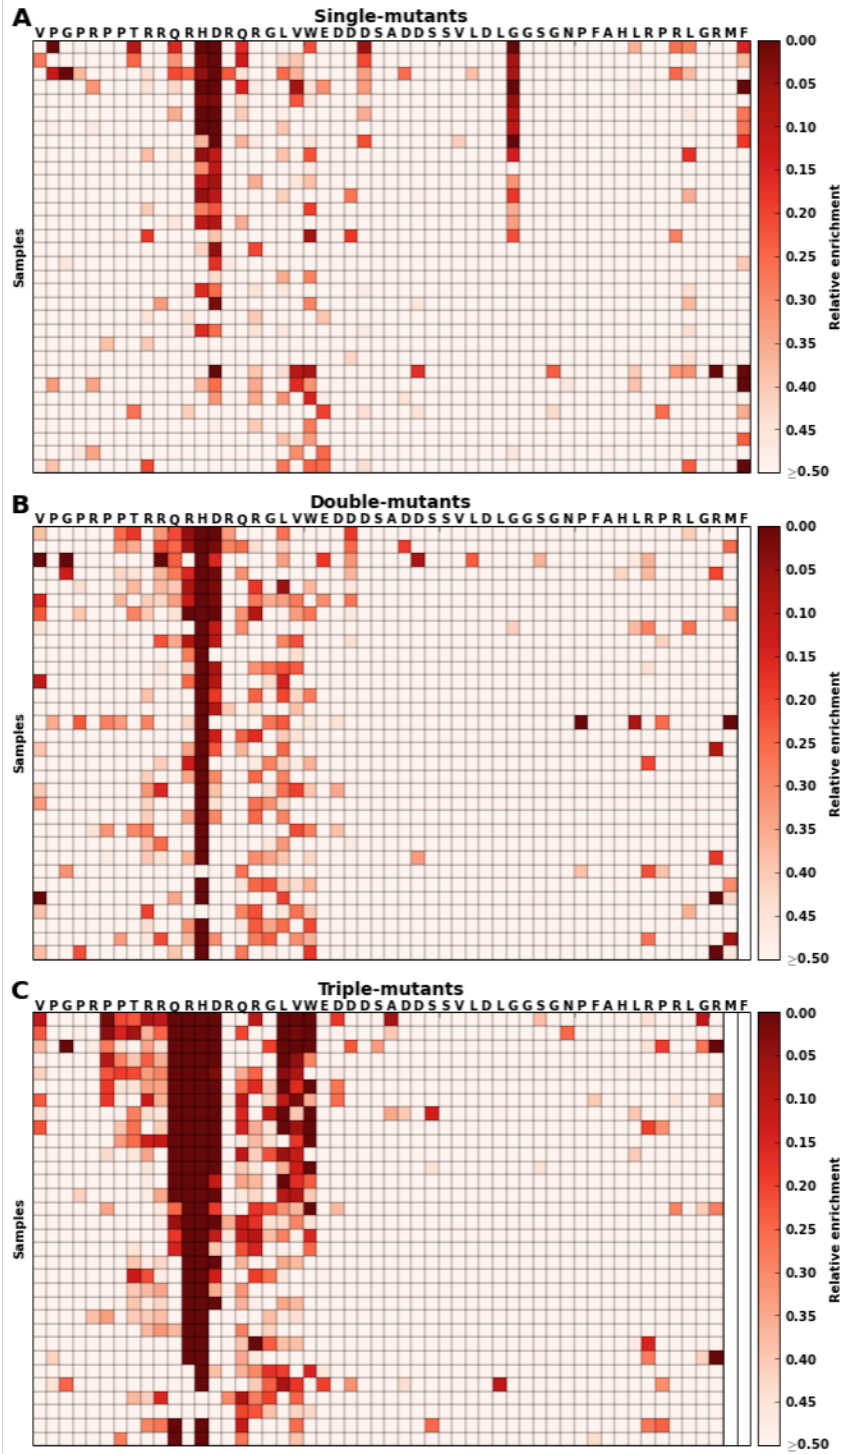 A
Single-mutants
V P G P R P P T R R Q R H D R Q R G L V W E D D D S A D D S S V L D L G G S G N P F A H L R P R L G R M F
Samples
0.00
0.05
0.10
0.15
0.20
0.25
0.30
0.35
0.40
0.45
≥0.50
Relative enrichment
B
Double-mutants
V P G P R P P T R R Q R H D R Q R G L V W E D D D S A D D S S V L D L G G S G N P F A H L R P R L G R M F
Samples
0.00
0.05
0.10
0.15
0.20
0.25
0.30
0.35
0.40
0.45
≥0.50
Relative enrichment
C
Triple-mutants
V P G P R P P T R R Q R H D R Q R G L V W E D D D S A D D S S V L D L G G S G N P F A H L R P R L G R M F
Samples
0.00
0.05
0.10
0.15
0.20
0.25
0.30
0.35
0.40
0.45
≥0.50
Relative enrichment